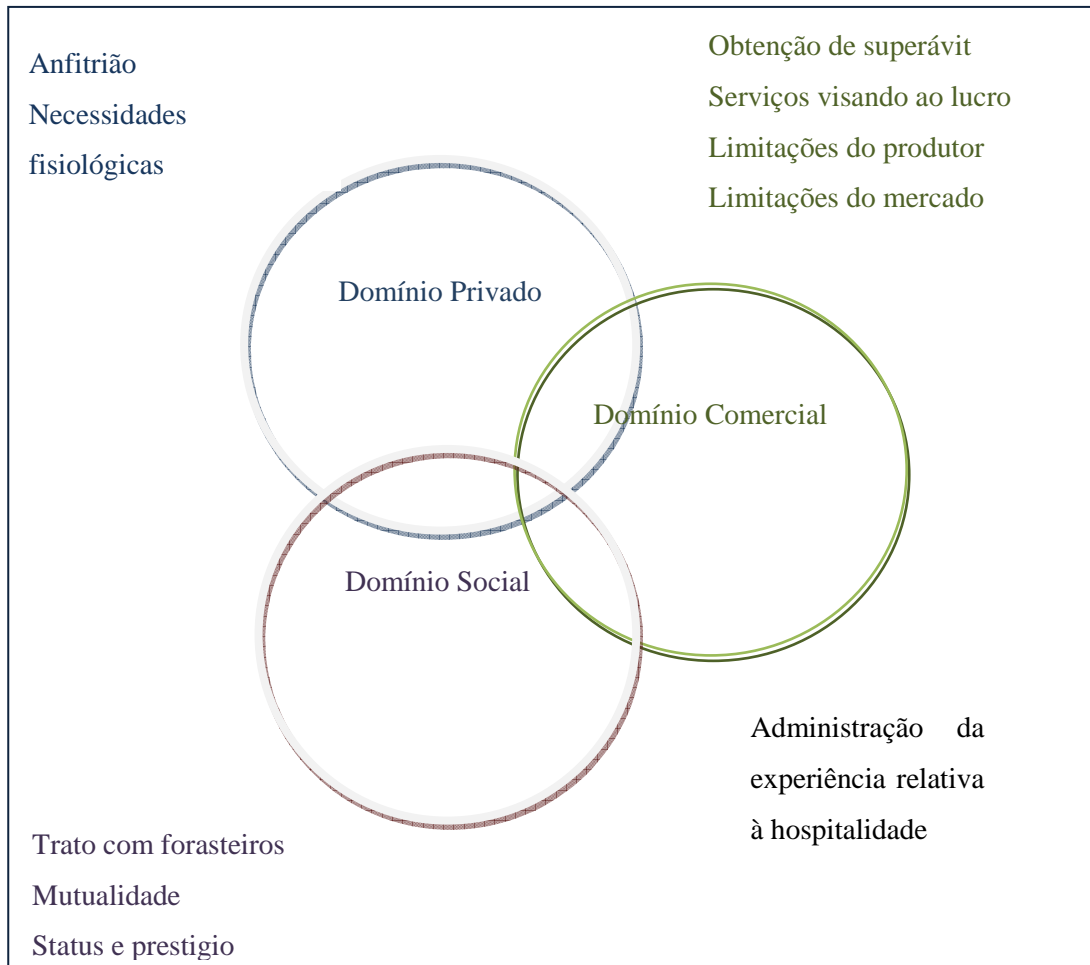 Anfitrião
Necessidades
fisiológicas
Obtenção de superávit
Serviços visando ao lucro
Limitações do produtor
Limitações do mercado
Domínio Privado
Domínio Comercial
Domínio Social
Administração da
experiência relativa
à hospitalidade
Trato com forasteiros
Mutualidade
Status e prestigio